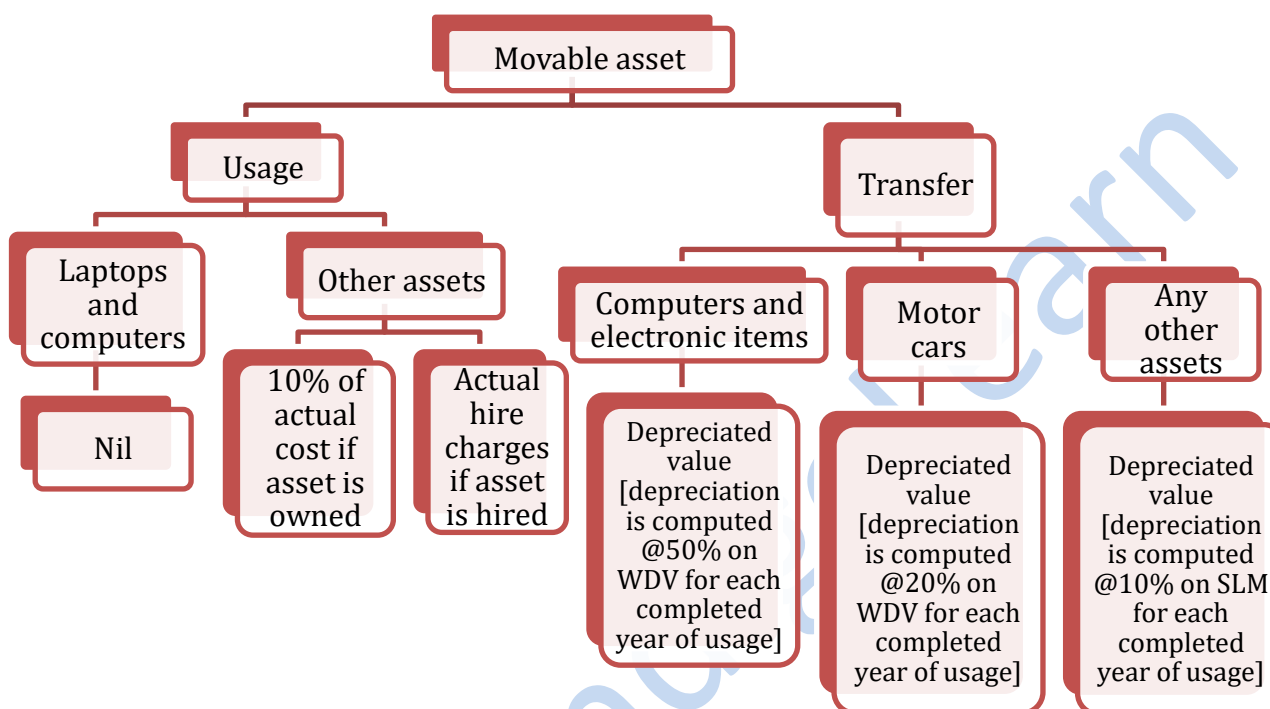 Movable asset
Usage
Transfer
Laptops
and
computers
Other assets
Computers and
electronic items
Motor
cars
Any
other
assets
Nil
10% of
actual
cost if
asset is
owned
Actual
hire
charges
if asset
is hired
Depreciated
value
[depreciation
is computed
@50% on
WDV for each
completed
year of usage]
Depreciated
value
[depreciation
is computed
@20% on
WDV for each
completed
year of usage]
Depreciated
value
[depreciation
is computed
@10% on SLM
for each
completed
year of usage]